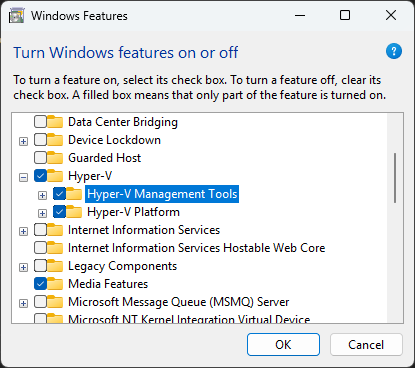 Windows Features
Turn Windows features on or off
To turn a feature on, select its check box. To turn a feature off, clear its
check box. A filled box means that only part of the feature is turned on.
Data Center Bridging
Device Lockdown
Guarded Host
Hyper-V
Hyper-V Management Tools
Hyper-V Platform
Internet Information Services
Internet Information Services Hostable Web Core
Legacy Components
Media Features
Microsoft Message Queue (MSMQ) Server
Microsoft NT Kernel Integration Virtual Device
OK Cancel